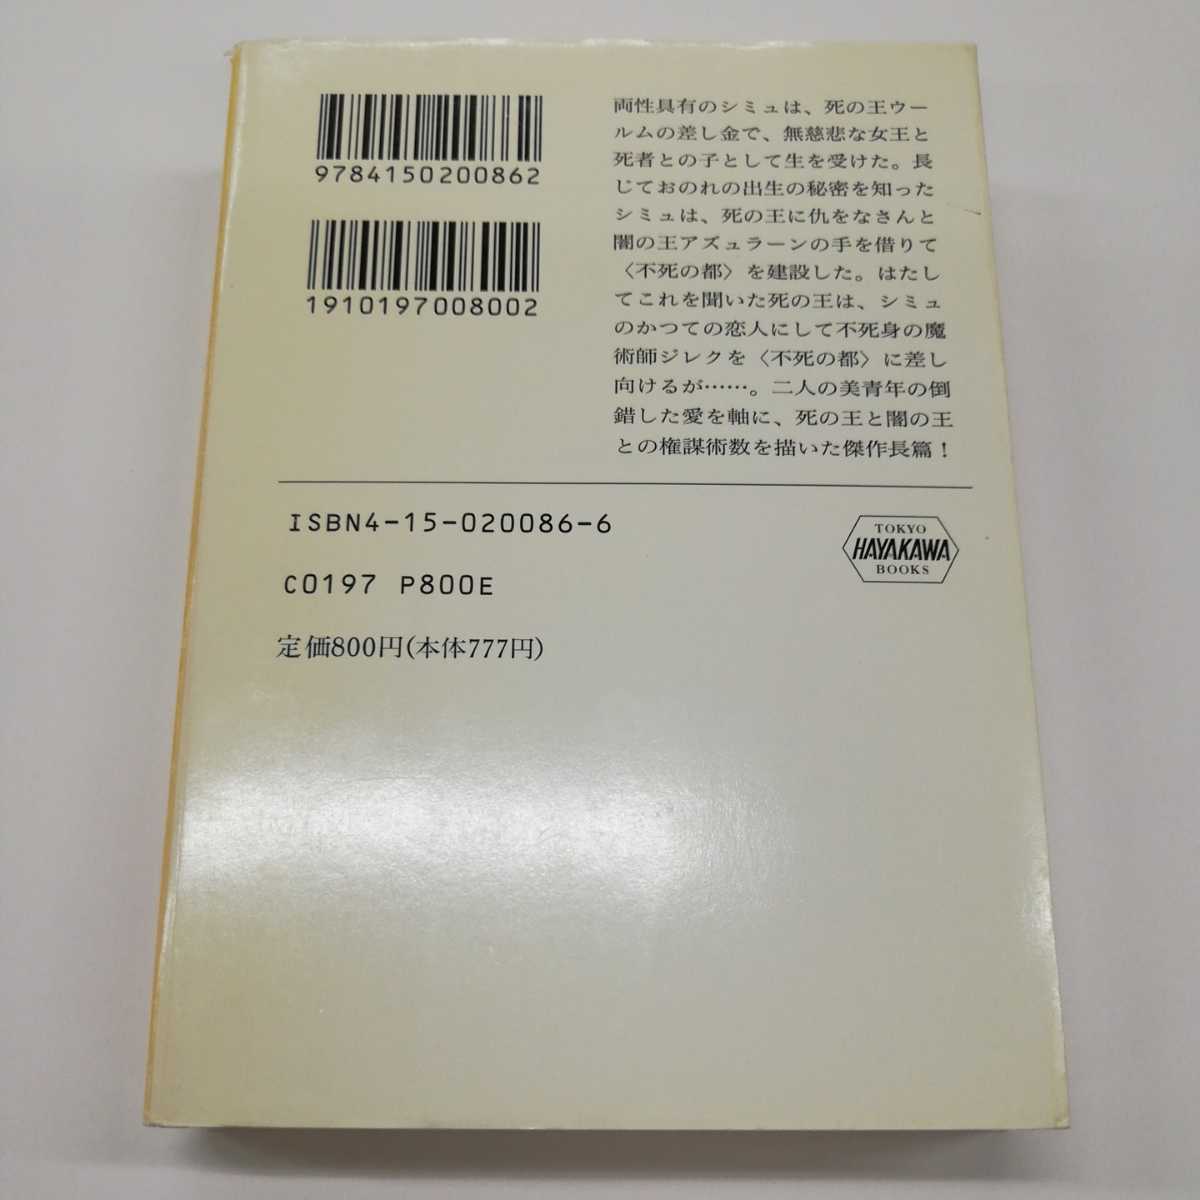 9784150200862
1910197008002
両性具有のシミュは、死の王ウー
ルムの差し金で、無慈悲な女王と
死者との子として生を受けた。長
じておのれの出生の秘密を知った
シミュは、死の王に仇をなさんと
闇の王アズュラーンの手を借りて
〈不死の都〉を建設した。はたし
てこれを聞いた死の王は、シミュ
のかつての恋人にして不死身の魔
術師ジレクを〈不死の都〉に差し
向けるが……。二人の美青年の倒
錯した愛を軸に、死の王と闇の王
との権謀術数を描いた傑作長篇！
ISBN4-15-020086-6
C0197 P800E
定価800円(本体777円)
TOKYO
HAYAKAWA
BOOKS